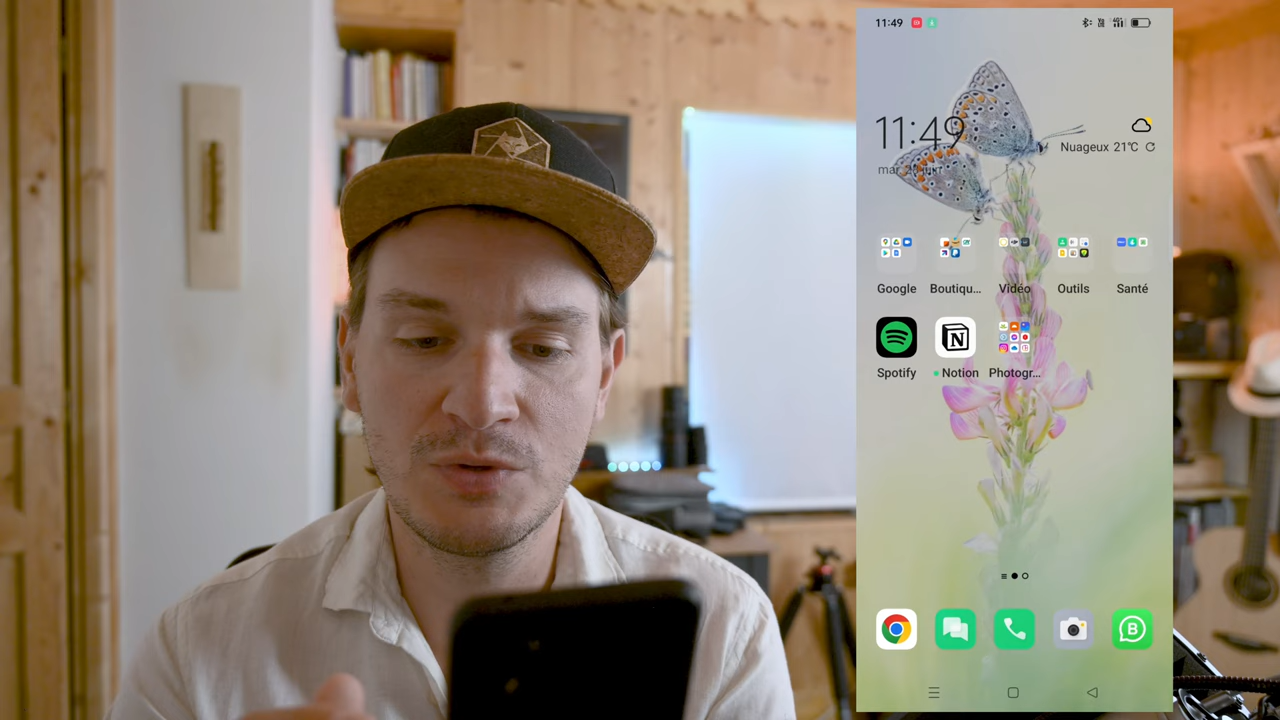 11:49
11:49
Nuageux 21°C
Google
Boutiqu...
Vidéo
Outils
Santé
Spotify
Notion
Photogr...